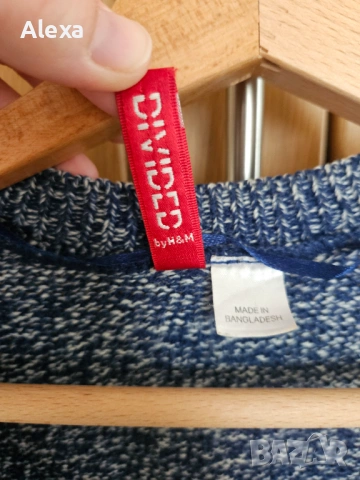 Alexa
DIVIDED
by H&M
MADE IN
BANGLADESH
BAZAR